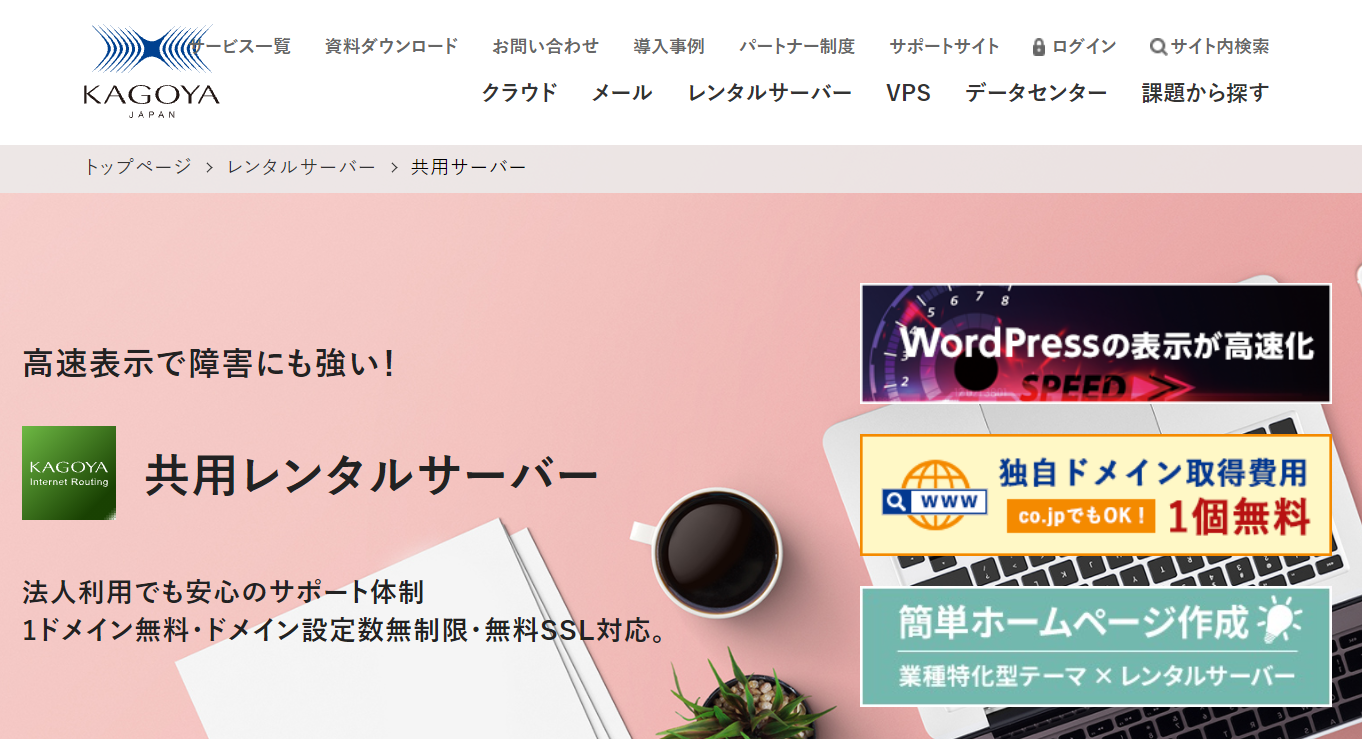 サービス一覧 資料ダウンロード お問い合わせ 導入事例 パートナー制度 サポートサイト ログイン サイト内検索
KAGOYA
JAPAN
クラウド メール レンタルサーバー VPS データセンター 課題から探す
トップページ > レンタルサーバー > 共用サーバー
高速表示で障害にも強い!
KAGOYA
Internet Routing
共用レンタルサーバー
法人利用でも安心のサポート体制
1ドメイン無料・ドメイン設定数無制限・無料SSL対応。
2 3 4 5 6 7 8
WordPressの表示が高速化
SPEED
www
独自ドメイン取得費用
co.jpでもOK!
1個無料
簡単ホームページ作成
業種特化型テーマ×レンタルサーバー